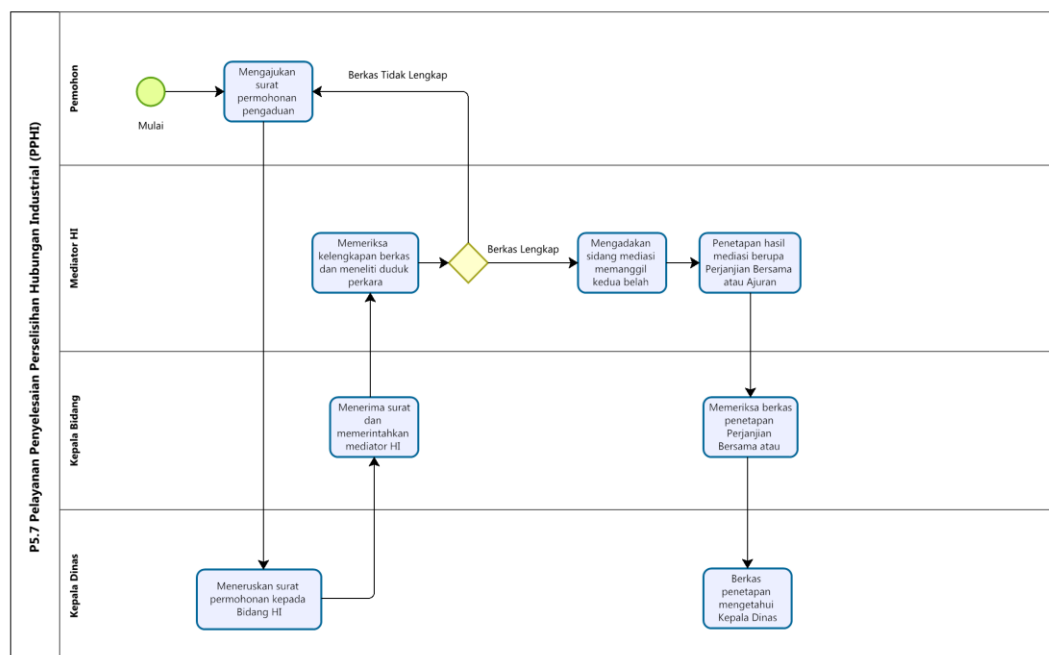 P5.7 Pelayanan Penyelesaian Perselisihan Hubungan Industrial (PPHI)
Pemohon
Mulai
Mengajukan
surat
permohonan
pengaduan
Berkas Tidak Lengkap
Mediator HI
Memeriksa
kelengkapan berkas
dan meneliti duduk
perkara
Berkas Lengkap
Mengadakan
sidang mediasi
memanggil
kedua belah
Penetapan hasil
mediasi berupa
Perjanjian Bersama
atau Ajuran
Kepala Bidang
Menerima surat
dan
memerintahkan
mediator HI
Memeriksa berkas
penetapan
Perjanjian
Bersama atau
Kepala Dinas
Meneruskan surat
permohonan kepada
Bidang HI
Berkas
penetapan
mengetahui
Kepala Dinas